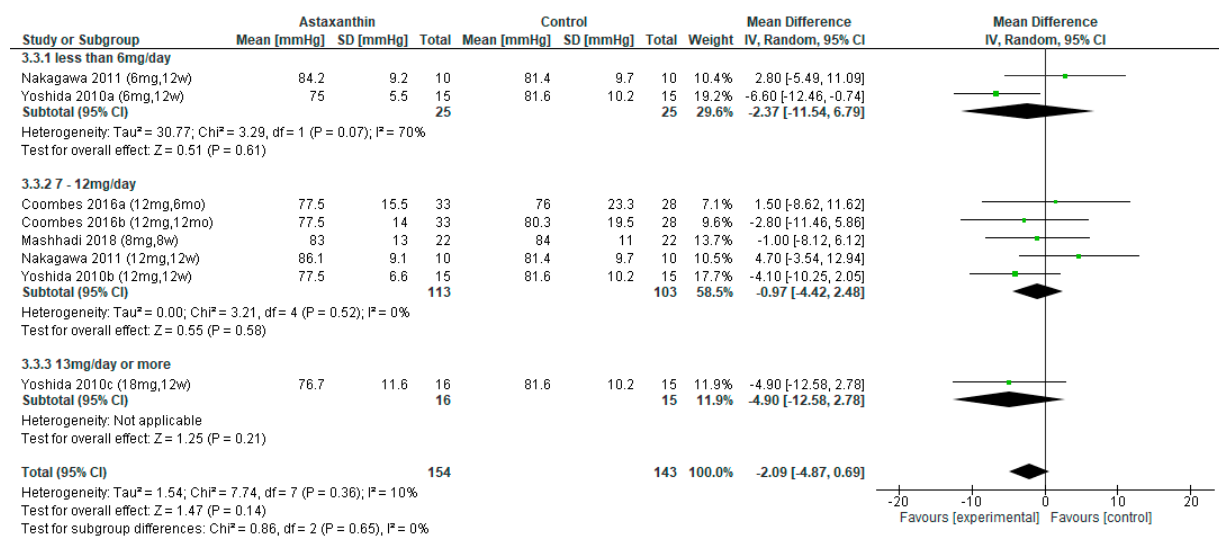 Astaxanthin Control Mean Difference Mean Difference
Study or Subgroup Mean [mmHg] SD [mmHg] Total Mean [mmHg] SD [mmHg] Total Weight IV, Random, 95% CI IV, Random, 95% CI
3.3.1 less than 6mg/day
Nakagawa 2011 (6mg,12w) 84.2 9.2 10 81.4 9.7 10 10.4% 2.80 [-5.49, 11.09]
Yoshida 2010a (6mg,12w) 75 5.5 15 81.6 10.2 15 19.2% -6.60 [-12.46, -0.74]
Subtotal (95% CI) 25 25 29.6% -2.37 [-11.54, 6.79]
Heterogeneity: Tau² = 30.77; Chi² = 3.29, df = 1 (P = 0.07); I² = 70%
Test for overall effect: Z = 0.51 (P = 0.61)
3.3.2 7 - 12mg/day
Coombes 2016a (12mg,6mo) 77.5 15.5 33 76 23.3 28 7.1% 1.50 [-8.62, 11.62]
Coombes 2016b (12mg,12mo) 77.5 14 33 80.3 19.5 28 9.6% -2.80 [-11.46, 5.86]
Mashhadi 2018 (8mg,8w) 83 13 22 84 11 22 13.7% -1.00 [-8.12, 6.12]
Nakagawa 2011 (12mg,12w) 86.1 9.1 10 81.4 9.7 10 10.5% 4.70 [-3.54, 12.94]
Yoshida 2010b (12mg,12w) 77.5 6.6 15 81.6 10.2 15 17.7% -4.10 [-10.25, 2.05]
Subtotal (95% CI) 113 103 58.5% -0.97 [-4.42, 2.48]
Heterogeneity: Tau² = 0.00; Chi² = 3.21, df = 4 (P = 0.52); I² = 0%
Test for overall effect: Z = 0.55 (P = 0.58)
3.3.3 13mg/day or more
Yoshida 2010c (18mg,12w) 76.7 11.6 16 81.6 10.2 15 11.9% -4.90 [-12.58, 2.78]
Subtotal (95% CI) 16 15 11.9% -4.90 [-12.58, 2.78]
Heterogeneity: Not applicable
Test for overall effect: Z = 1.25 (P = 0.21)
Total (95% CI) 154 143 100.0% -2.09 [-4.87, 0.69]
Heterogeneity: Tau² = 1.54; Chi² = 7.74, df = 7 (P = 0.36); I² = 10%
Test for overall effect: Z = 1.47 (P = 0.14)
Test for subgroup differences: Chi² = 0.86, df = 2 (P = 0.65), I² = 0%
-20 -10 0 10 20
Favours [experimental] Favours [control]